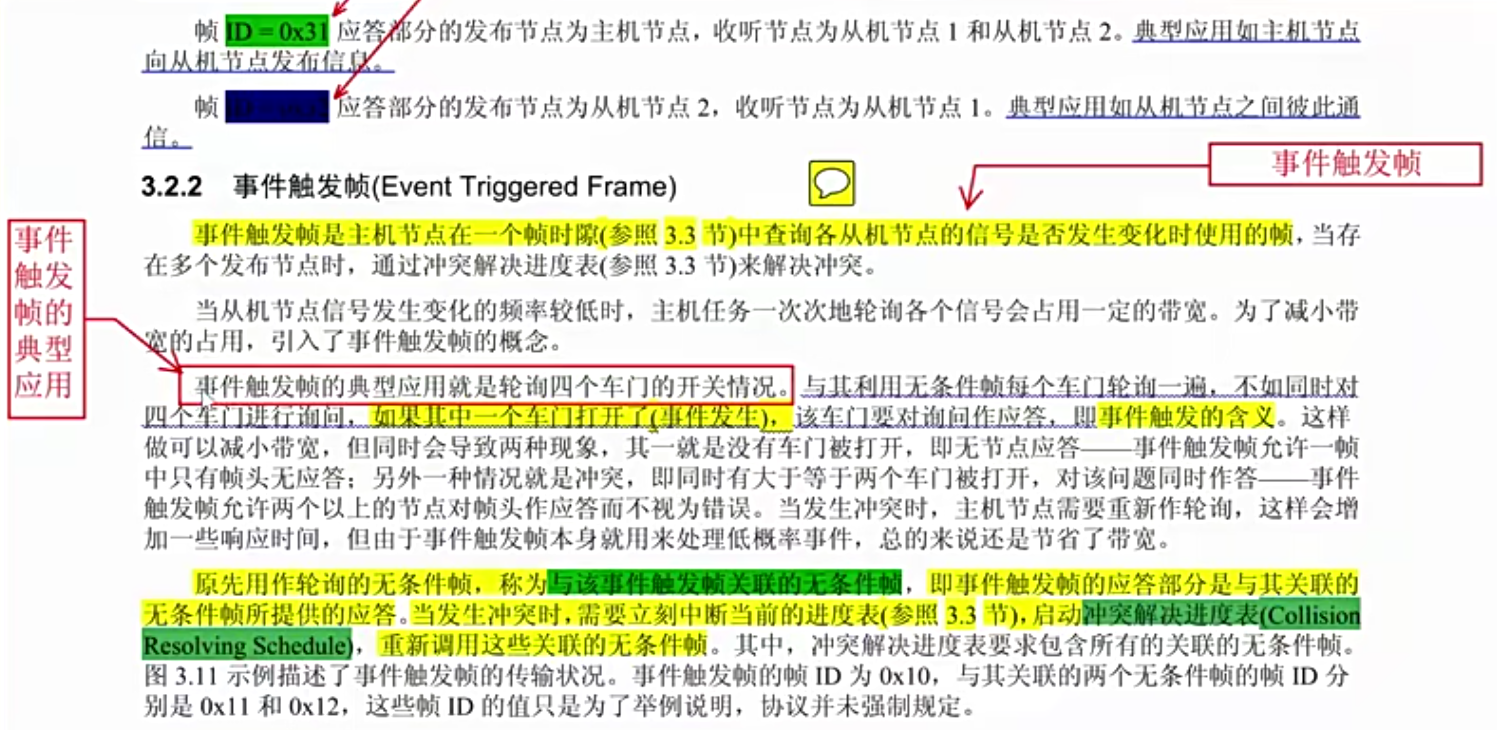 帧 ID = 0x31 应答部分的发布节点为主机节点，收听节点为从机节点 1 和从机节点 2。典型应用如主机节点
向从机节点发布信息。
帧 应答部分的发布节点为从机节点 2，收听节点为从机节点 1。典型应用如从机节点之间彼此通
信。
事件触发帧
3.2.2 事件触发帧(Event Triggered Frame)
事件触发帧是主机节点在一个帧时隙(参照 3.3 节)中查询各从机节点的信号是否发生变化时使用的帧，当存
在多个发布节点时，通过冲突解决进度表(参照 3.3 节)来解决冲突。
当从机节点信号发生变化的频率较低时，主机任务一次次地轮询各个信号会占用一定的带宽。为了减小带
宽的占用，引入了事件触发帧的概念。
事件
触发
帧的
典型
应用
事件触发帧的典型应用就是轮询四个车门的开关情况。与其利用无条件帧每个车门轮询一遍，不如同时对
四个车门进行询问，如果其中一个车门打开了(事件发生)，该车门要对询问作应答，即事件触发的含义。这样
做可以减小带宽，但同时会导致两种现象，其一就是没有车门被打开，即无节点应答——事件触发帧允许一帧
中只有帧头无应答；另外一种情况就是冲突，即同时有大于等于两个车门被打开，对该问题同时作答——事件
触发帧允许两个以上的节点对帧头作应答而不视为错误。当发生冲突时，主机节点需要重新作轮询，这样会增
加一些响应时间，但由于事件触发帧本身就用来处理低概率事件，总的来说还是节省了带宽。
原先用作轮询的无条件帧，称为与该事件触发帧关联的无条件帧，即事件触发帧的应答部分是与其关联的
无条件帧所提供的应答。当发生冲突时，需要立刻中断当前的进度表(参照 3.3 节)，启动冲突解决进度表(Collision
Resolving Schedule)，重新调用这些关联的无条件帧。其中，冲突解决进度表要求包含所有的关联的无条件帧。
图 3.11 示例描述了事件触发帧的传输状况。事件触发帧的帧 ID 为 0x10，与其关联的两个无条件帧的帧 ID 分
别是 0x11 和 0x12，这些帧 ID 的值只是为了举例说明，协议并未强制规定。